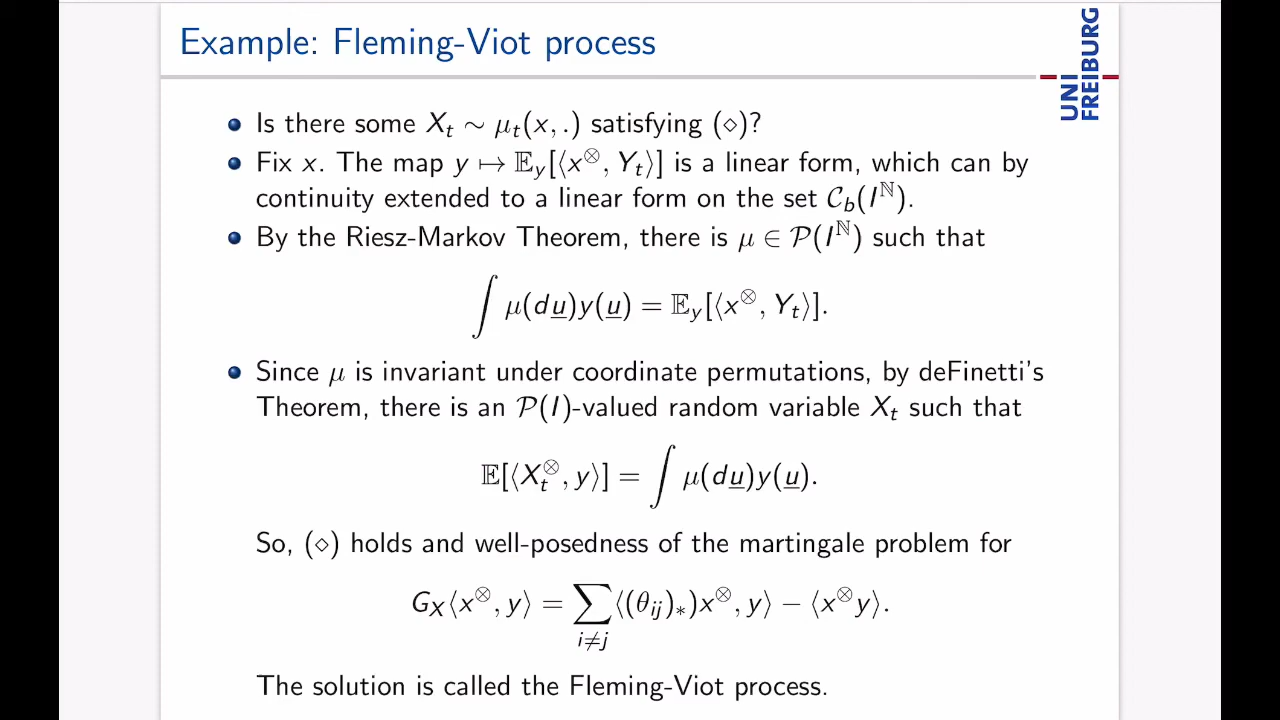 Example: Fleming-Viot process
UNI
FREIBURG
Is there some X_t ∼ μ_t(x, .) satisfying (⋄)?
Fix x. The map y ↦ 𝔼_y[⟨x^⊗, Y_t⟩] is a linear form, which can by
continuity extended to a linear form on the set 𝒞_b(I^ℕ).
By the Riesz-Markov Theorem, there is μ ∈ 𝒫(I^ℕ) such that
∫ μ(du̲)y(u̲) = 𝔼_y[⟨x^⊗, Y_t⟩].
Since μ is invariant under coordinate permutations, by deFinetti's
Theorem, there is an 𝒫(I)-valued random variable X_t such that
𝔼[⟨X_t^⊗, y⟩] = ∫ μ(du̲)y(u̲).
So, (⋄) holds and well-posedness of the martingale problem for
G_X⟨x^⊗, y⟩ = ∑_{i≠j} ⟨(θ_{ij})_*)x^⊗, y⟩ − ⟨x^⊗y⟩.
The solution is called the Fleming-Viot process.